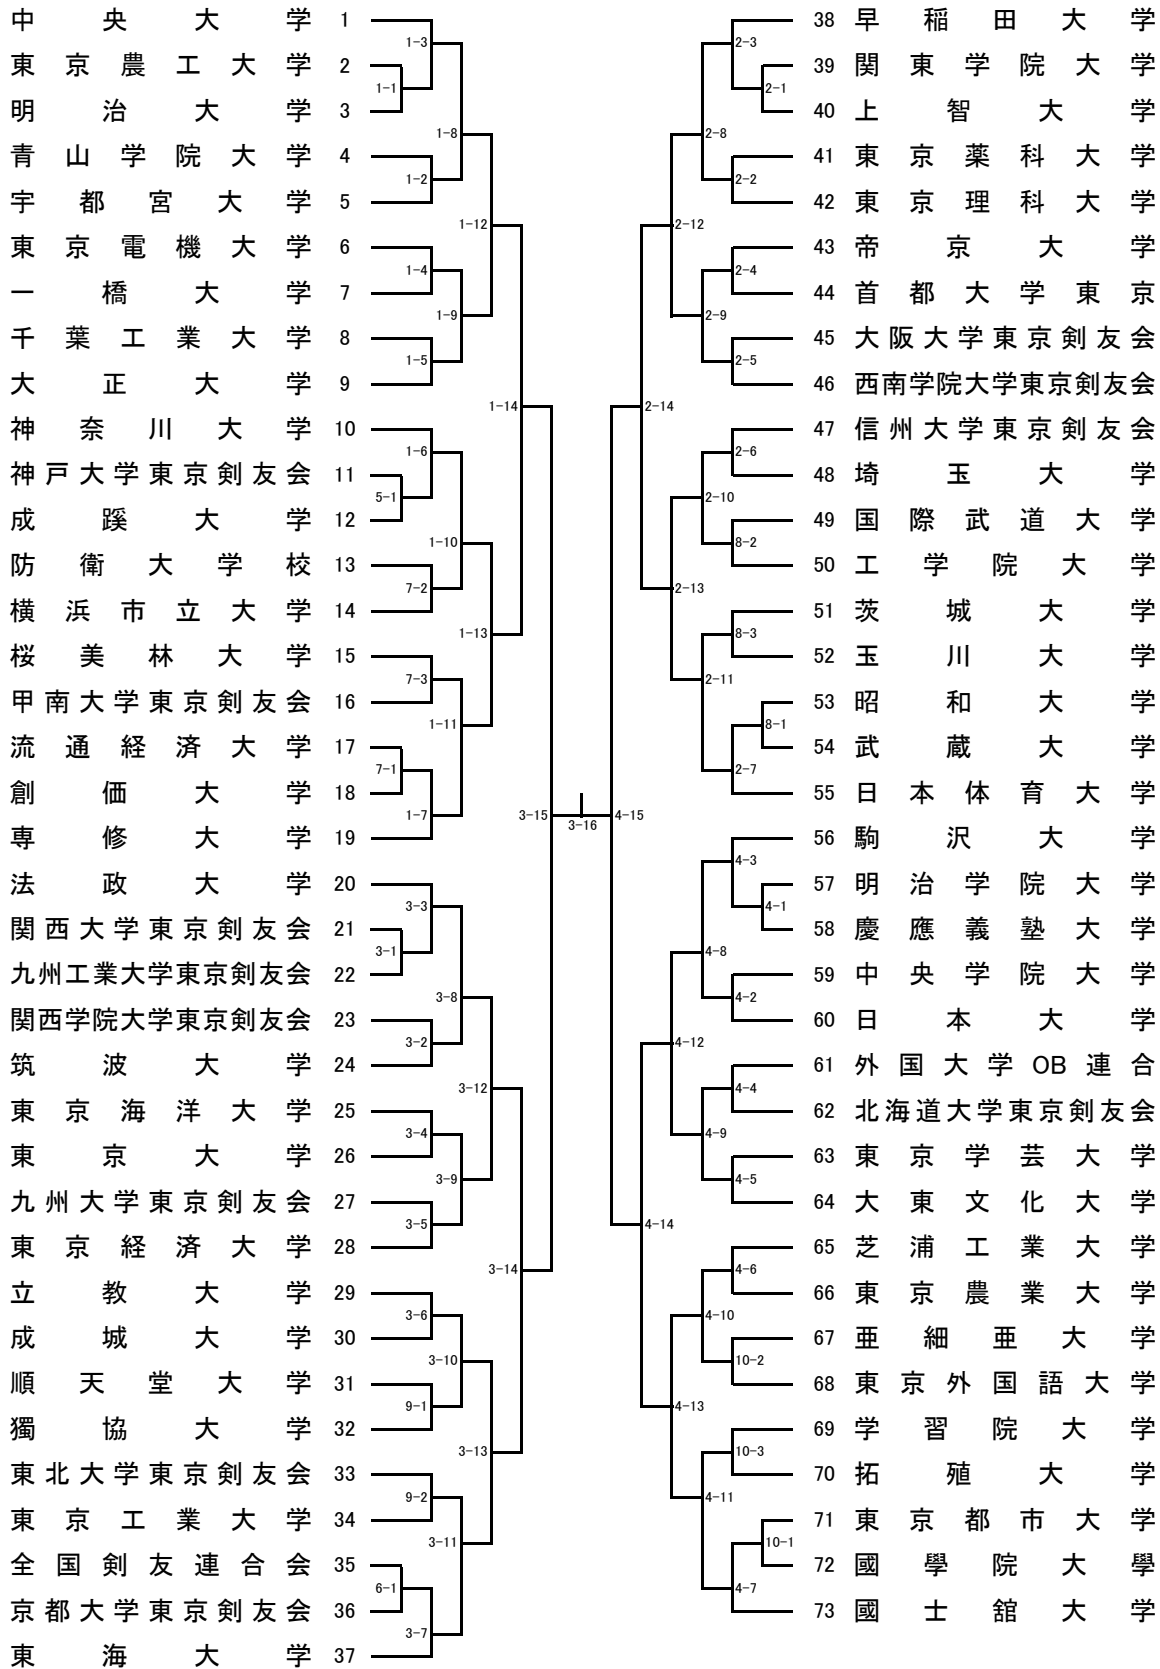 中央大学 1
1-3
東京農工大学 2
1-1
明治大学 3
1-8
青山学院大学 4
1-2
宇都宮大学 5
1-12
東京電機大学 6
1-4
一橋大学 7
1-9
千葉工業大学 8
1-5
大正大学 9
1-14
神奈川大学 10
1-6
神戸大学東京剣友会 11
5-1
成蹊大学 12
1-10
防衛大学校 13
7-2
横浜市立大学 14
1-13
桜美林大学 15
7-3
甲南大学東京剣友会 16
1-11
流通経済大学 17
7-1
創価大学 18
1-7
3-15
専修大学 19
法政大学 20
3-3
関西大学東京剣友会 21
3-1
九州工業大学東京剣友会 22
3-8
関西学院大学東京剣友会 23
3-2
筑波大学 24
3-12
東京海洋大学 25
3-4
東京大学 26
3-9
九州大学東京剣友会 27
3-5
東京経済大学 28
3-14
立教大学 29
3-6
成城大学 30
3-10
順天堂大学 31
9-1
獨協大学 32
3-13
東北大学東京剣友会 33
9-2
東京工業大学 34
3-11
全国剣友連合会 35
6-1
京都大学東京剣友会 36
3-7
東海大学 37
3-16
38 早稲田大学
2-3
39 関東学院大学
2-1
40 上智大学
2-8
41 東京薬科大学
2-2
42 東京理科大学
2-12
43 帝京大学
2-4
44 首都大学東京
2-9
45 大阪大学東京剣友会
2-5
46 西南学院大学東京剣友会
2-14
47 信州大学東京剣友会
2-6
48 埼玉大学
2-10
49 国際武道大学
8-2
50 工学院大学
2-13
51 茨城大学
8-3
52 玉川大学
2-11
53 昭和大学
8-1
54 武蔵大学
2-7
55 日本体育大学
4-15
56 駒沢大学
4-3
57 明治学院大学
4-1
58 慶應義塾大学
4-8
59 中央学院大学
4-2
60 日本大学
4-12
61 外国大学OB連合
4-4
62 北海道大学東京剣友会
4-9
63 東京学芸大学
4-5
64 大東文化大学
4-14
65 芝浦工業大学
4-6
66 東京農業大学
4-10
67 亜細亜大学
10-2
68 東京外国語大学
4-13
69 学習院大学
10-3
70 拓殖大学
4-11
71 東京都市大学
10-1
72 國學院大學
4-7
73 國士舘大学